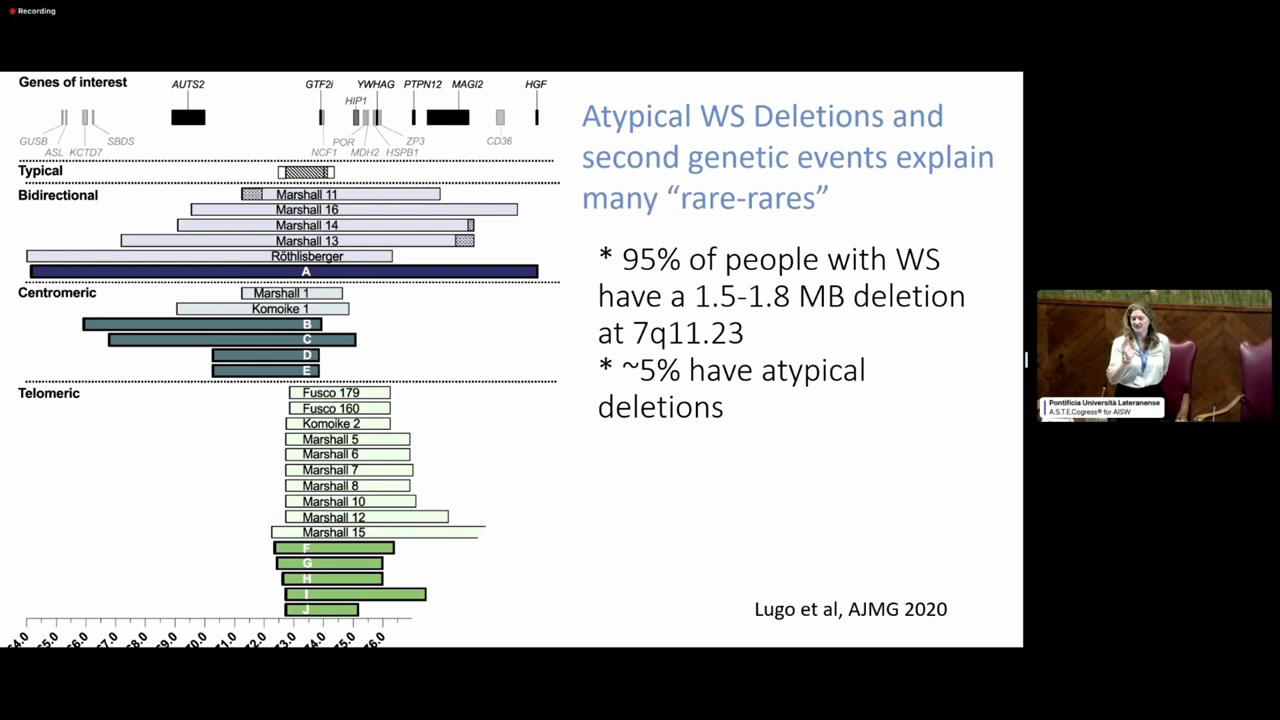 Recording
Genes of interest
AUTS2
GTF2i
YWHAG
PTPN12
MAGI2
HGF
HIP1
GUSB
SBDS
POR
ZP3
CD36
ASL
KCTD7
NCF1
MDH2
HSPB1
Typical
Bidirectional
Marshall 11
Marshall 16
Marshall 14
Marshall 13
Röthlisberger
A
Centromeric
Marshall 1
Komoike 1
B
C
D
E
Telomeric
Fusco 179
Fusco 160
Komoike 2
Marshall 5
Marshall 6
Marshall 7
Marshall 8
Marshall 10
Marshall 12
Marshall 15
F
G
H
I
J
Atypical WS Deletions and
second genetic events explain
many “rare-rares”
* 95% of people with WS
have a 1.5-1.8 MB deletion
at 7q11.23
* ~5% have atypical
deletions
Lugo et al, AJMG 2020
Pontificia Università Lateranense
A.S.T.E.Cogress® for AISW